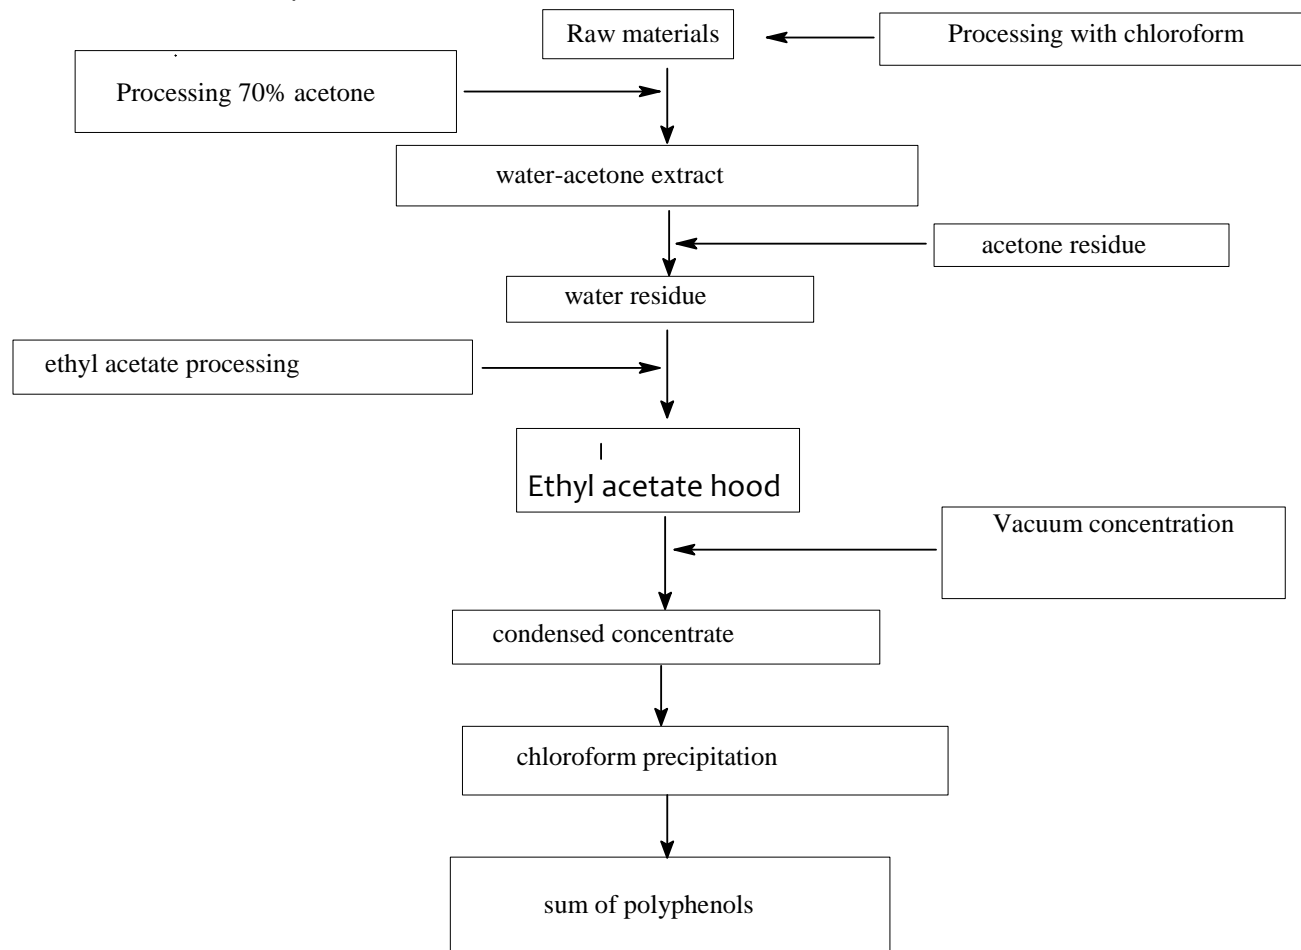 Raw materials
Processing with chloroform
Processing 70% acetone
water-acetone extract
acetone residue
water residue
ethyl acetate processing
Ethyl acetate hood
Vacuum concentration
condensed concentrate
chloroform precipitation
sum of polyphenols